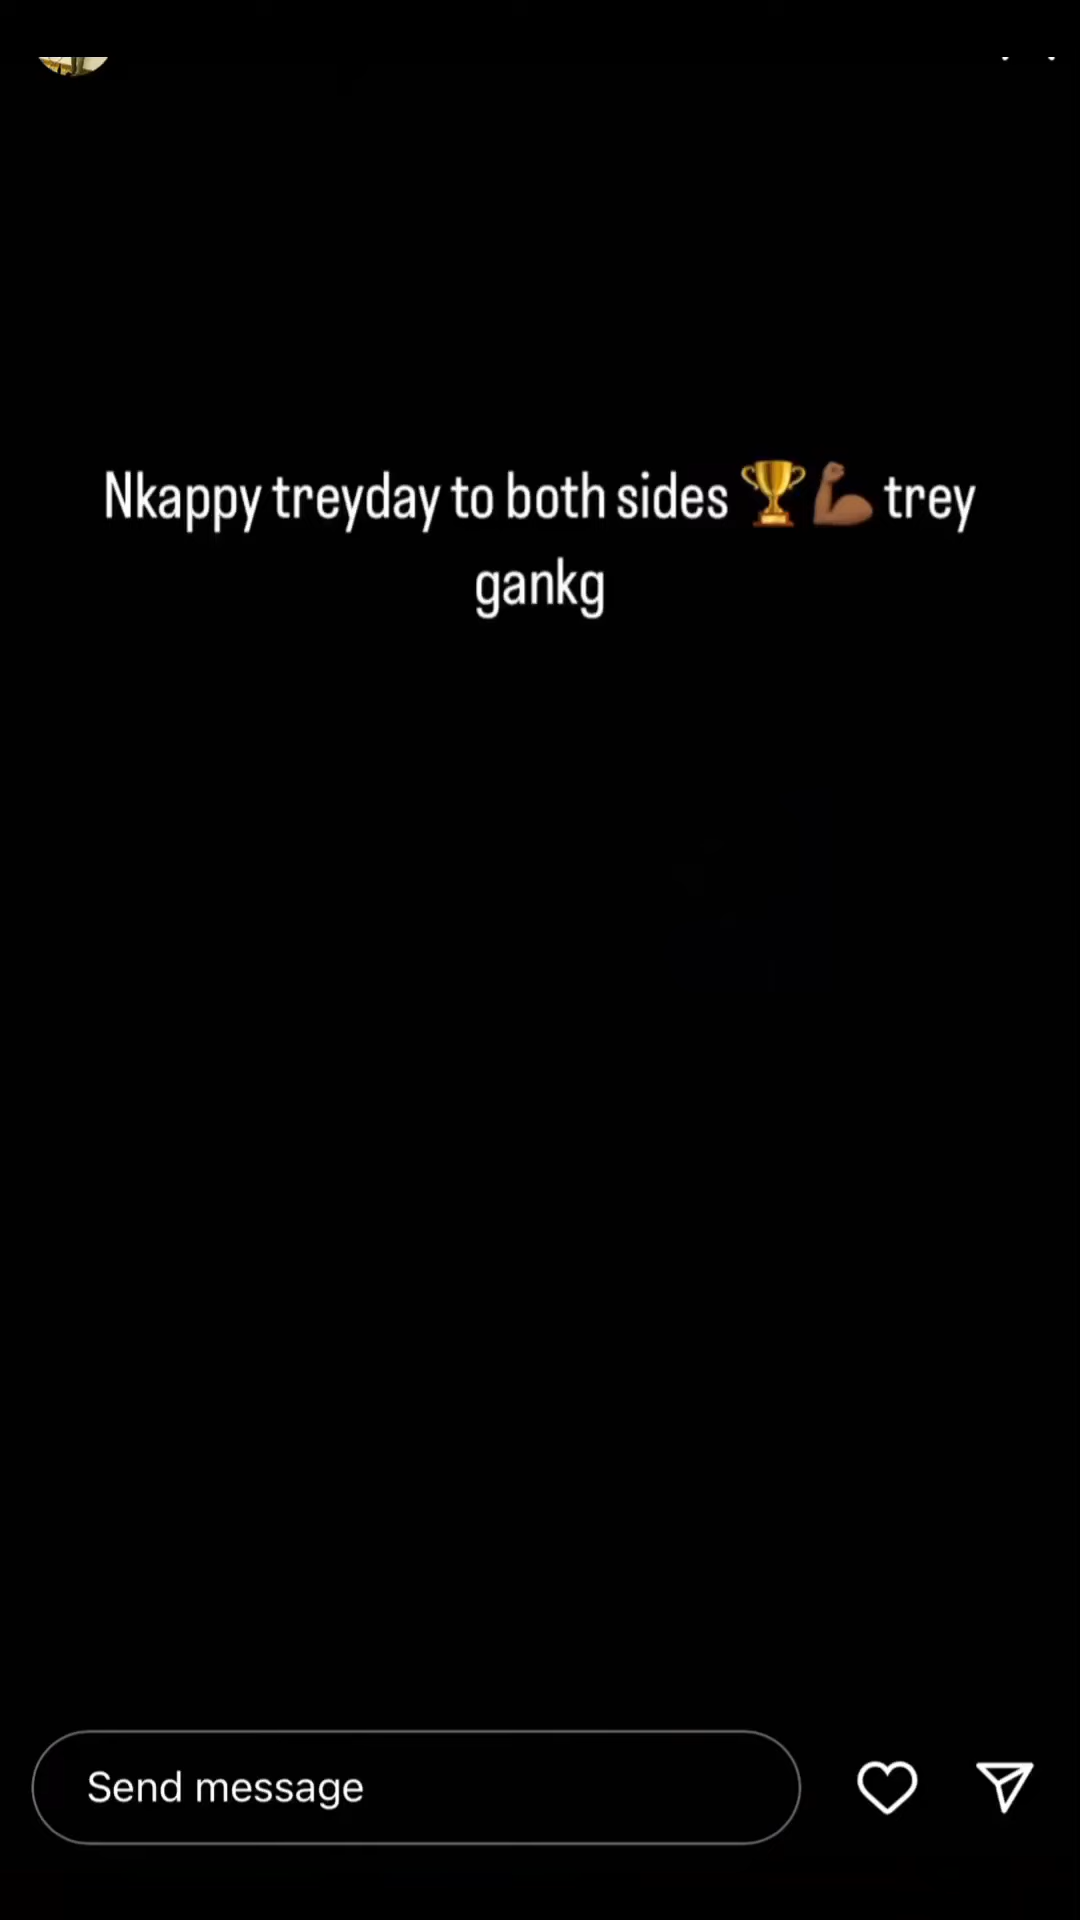 Nkappy treyday to both sides 🏆💪🏾 trey
gankg
Send message